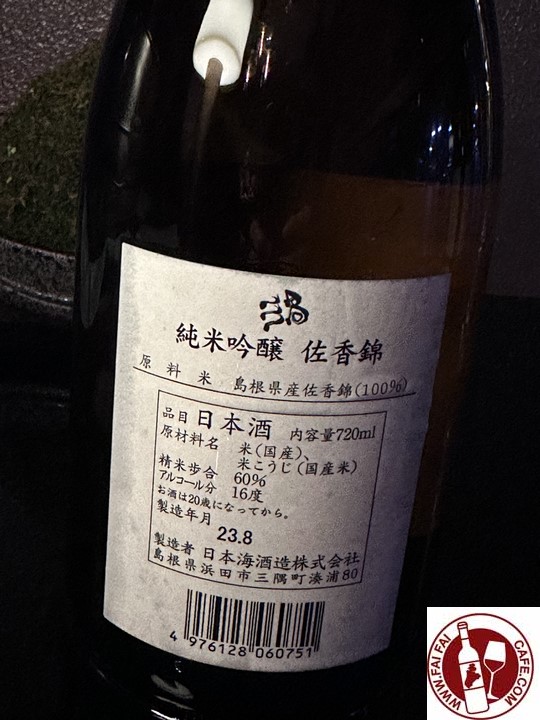 純米吟醸 佐香錦
原料米 島根県産佐香錦(100%)
品目 日本酒 内容量720ml
原材料名 米(国産)、
米こうじ(国産米)
精米步合 60%
アルコール分 16度
お酒は20歳になってから。
製造年月
23.8
製造者 日本海酒造株式会社
島根県浜田市三隅町湊浦80
4 976128 060751
WWW.FAI FAI CAFE.COM